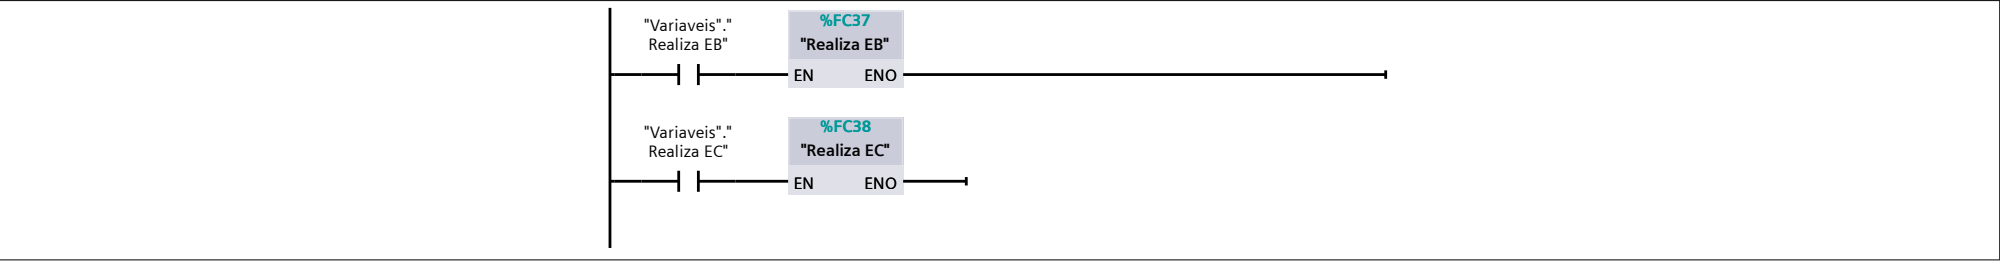 "Variaveis"."
Realiza EB"
%FC37
"Realiza EB"
EN ENO
"Variaveis"."
Realiza EC"
%FC38
"Realiza EC"
EN ENO